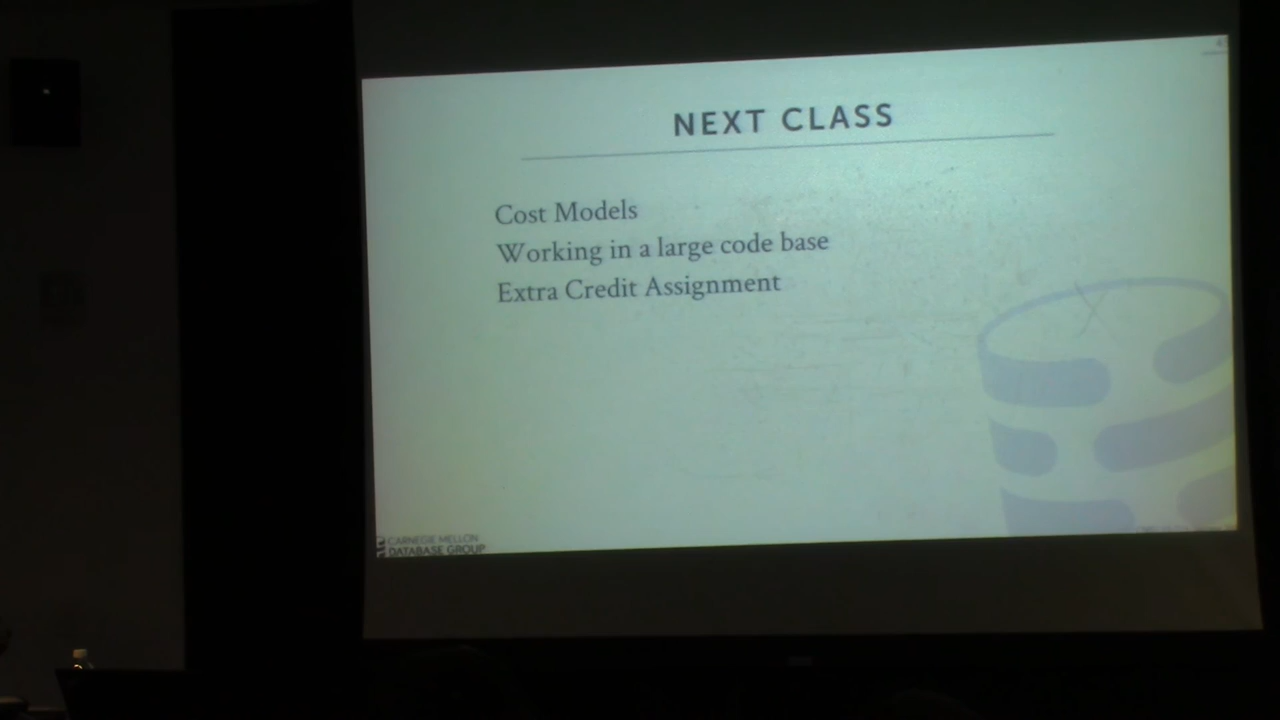 NEXT CLASS
Cost Models
Working in a large code base
Extra Credit Assignment
CARNEGIE MELLON
DATABASE GROUP